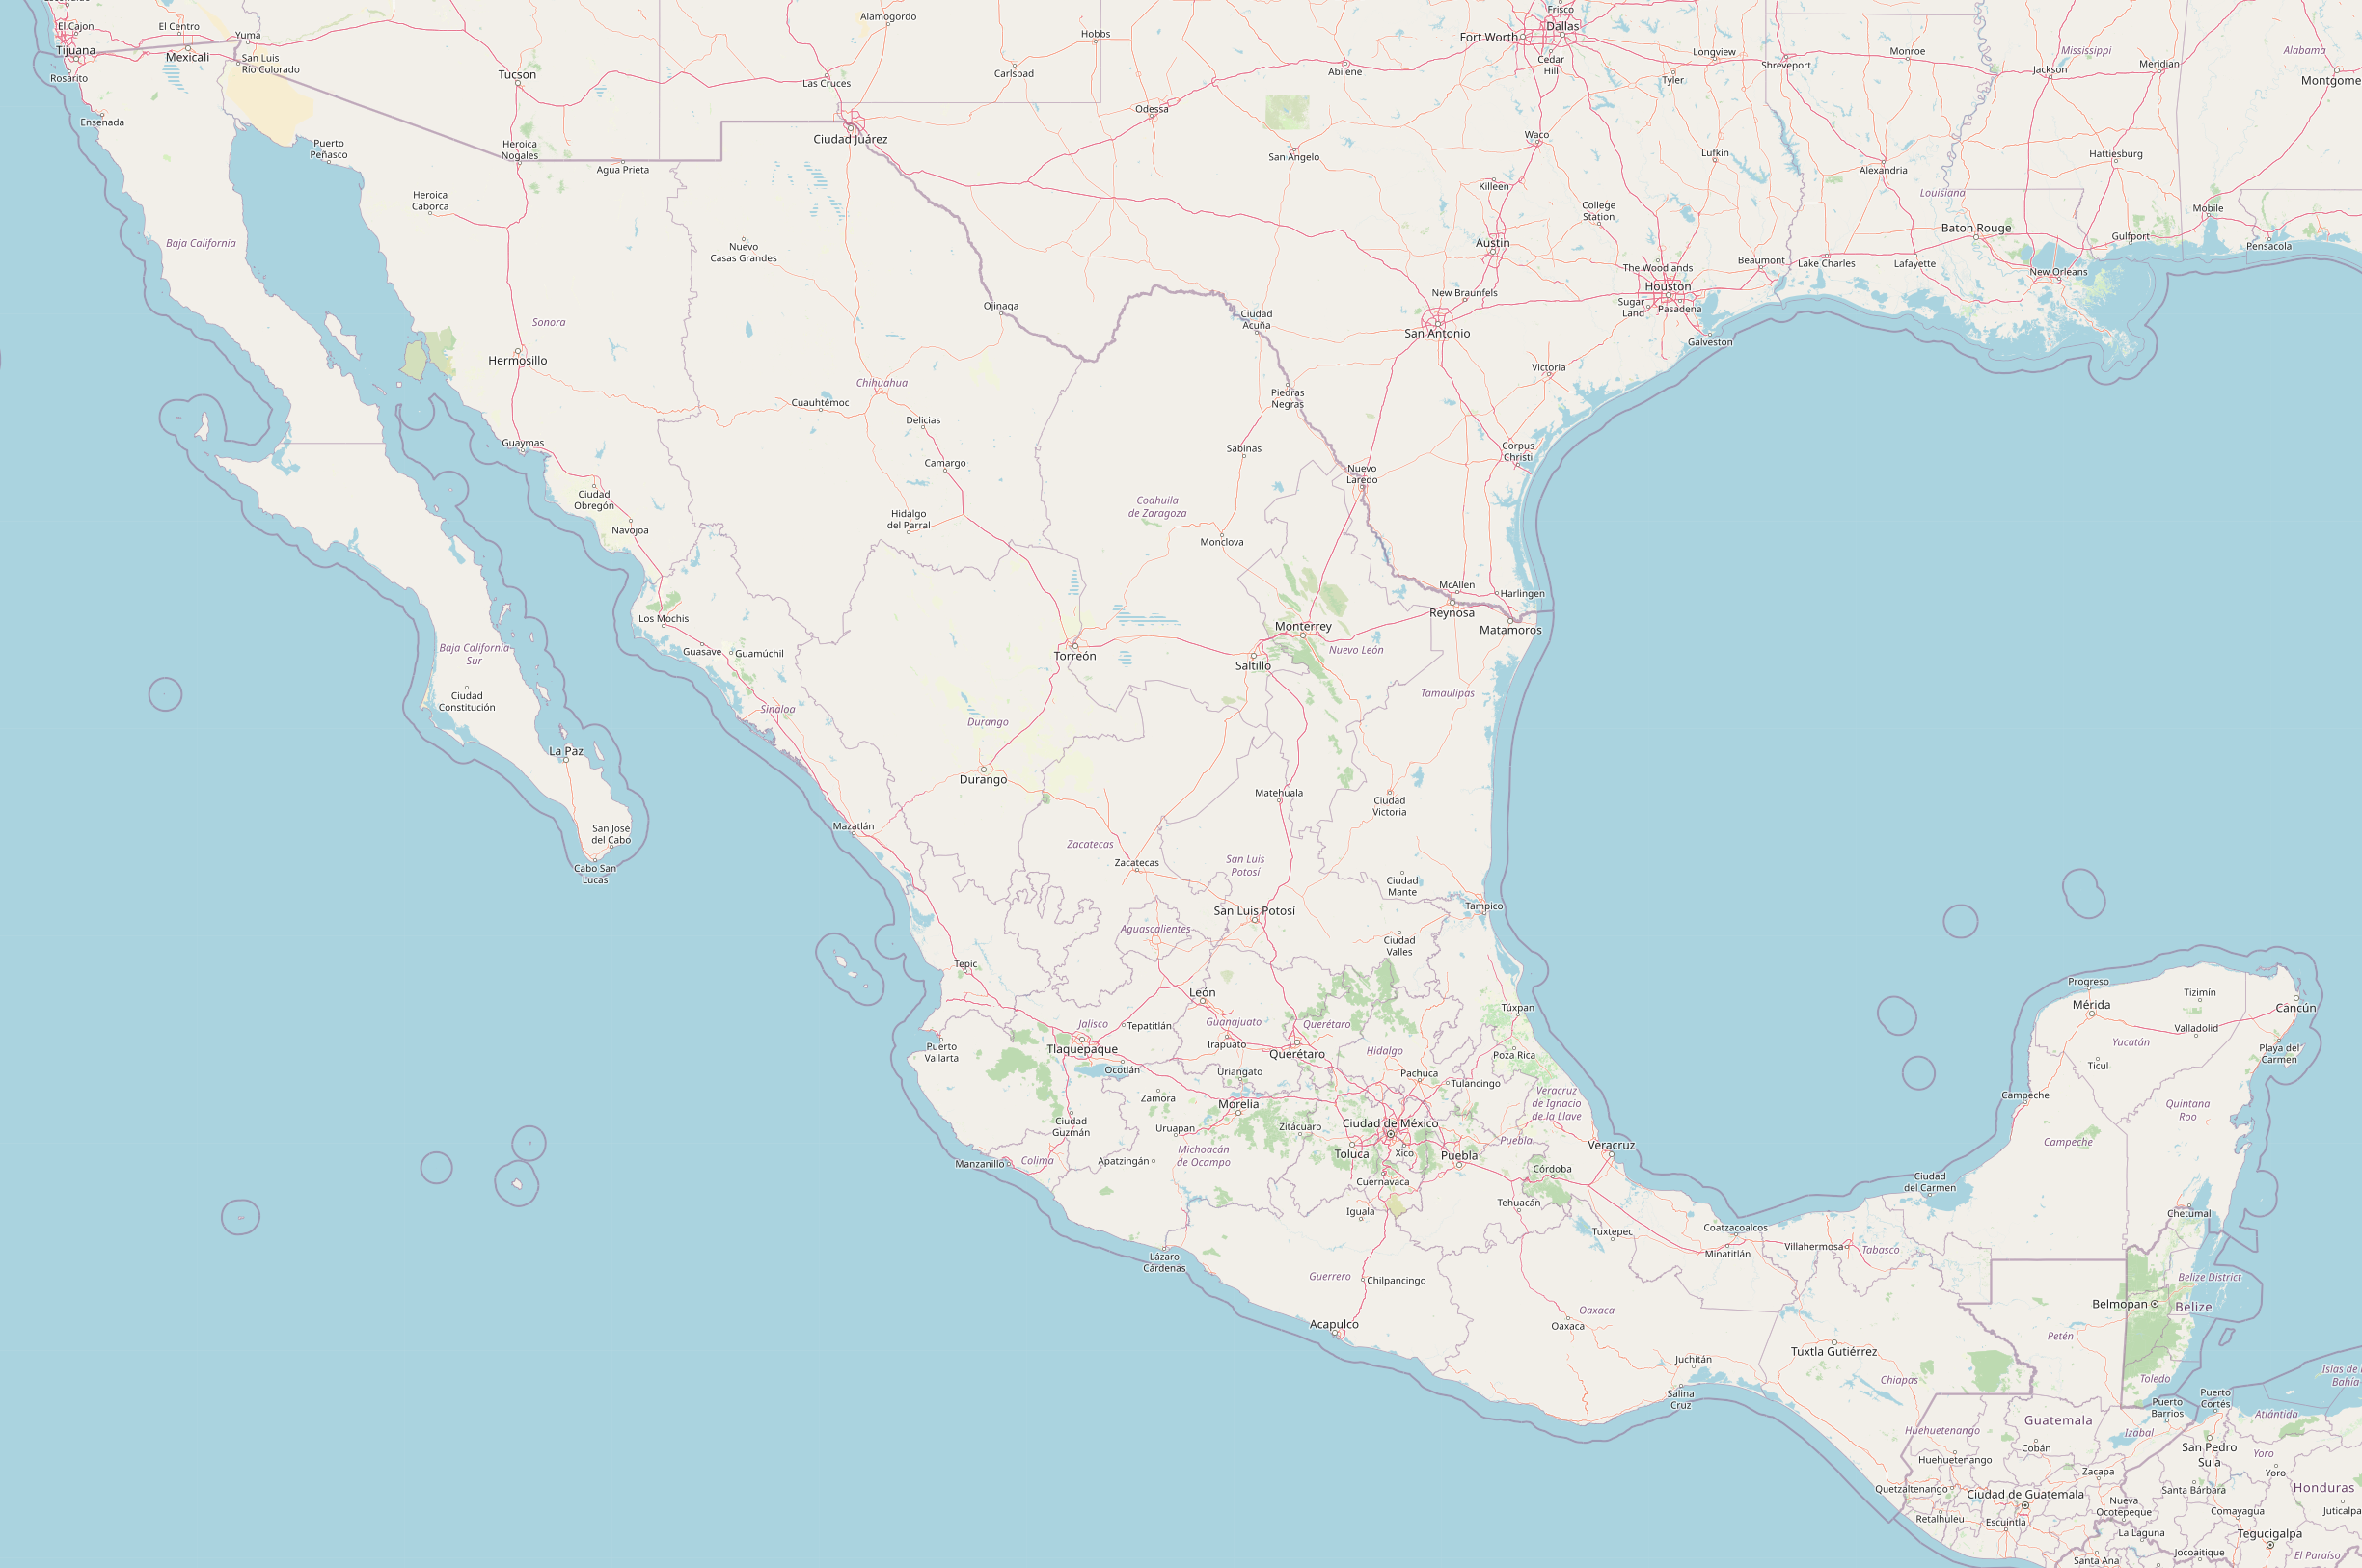 El Cajon
El Centro
Yuma
Tijuana
Mexicali
San Luis
Río Colorado
Rosarito
Ensenada
Tucson
Alamogordo
Hobbs
Carlsbad
Las Cruces
Ciudad Juárez
Odessa
Abilene
Frisco
Dallas
Fort Worth
Cedar
Hill
Longview
Tyler
Shreveport
Monroe
Mississippi
Jackson
Meridian
Alabama
Montgome
Puerto
Peñasco
Heroica
Nogales
Agua Prieta
Heroica
Caborca
San Angelo
Waco
Lufkin
Alexandria
Hattiesburg
Killeen
College
Station
Louisiana
Mobile
Baton Rouge
Gulfport
Pensacola
Baja California
Nuevo
Casas Grandes
Austin
The Woodlands
Houston
Beaumont
Lake Charles
Lafayette
New Orleans
Sonora
Ojinaga
Ciudad
Acuña
New Braunfels
San Antonio
Sugar
Land
Pasadena
Galveston
Hermosillo
Chihuahua
Cuauhtémoc
Delicias
Piedras
Negras
Victoria
Guaymas
Camargo
Sabinas
Corpus
Christi
Ciudad
Obregón
Navojoa
Hidalgo
del Parral
Coahuila
de Zaragoza
Monclova
Nuevo
Laredo
McAllen
Harlingen
Reynosa
Matamoros
Los Mochis
Guasave
Guamúchil
Torreón
Monterrey
Saltillo
Nuevo León
Baja California
Sur
Ciudad
Constitución
Sinaloa
Durango
Tamaulipas
La Paz
Durango
Matehuala
Ciudad
Victoria
San José
del Cabo
Cabo San
Lucas
Mazatlán
Zacatecas
Zacatecas
San Luis
Potosí
Ciudad
Mante
San Luis Potosí
Tampico
Aguascalientes
Ciudad
Valles
Tepic
León
Túxpan
Jalisco
Tepatitlán
Guanajuato
Querétaro
Puerto
Vallarta
Tlaquepaque
Irapuato
Querétaro
Hidalgo
Poza Rica
Ocotlán
Uriangato
Pachuca
Tulancingo
Zamora
Morelia
Veracruz
de Ignacio
de la Llave
Ciudad
Guzmán
Uruapan
Zitácuaro
Ciudad de México
Puebla
Veracruz
Manzanillo
Colima
Apatzingán
Michoacán
de Ocampo
Toluca
Xico
Puebla
Córdoba
Cuernavaca
Tehuacán
Iguala
Tuxtepec
Coatzacoalcos
Minatitlán
Villahermosa
Tabasco
Ciudad
del Carmen
Lázaro
Cárdenas
Guerrero
Chilpancingo
Oaxaca
Oaxaca
Acapulco
Juchitán
Salina
Cruz
Tuxtla Gutiérrez
Chiapas
Progreso
Mérida
Tizimín
Cancún
Valladolid
Yucatán
Playa del
Carmen
Ticul
Campeche
Quintana
Roo
Campeche
Chetumal
Belize District
Belmopan
Belize
Petén
Toledo
Islas de
Bahía
Puerto
Barrios
Puerto
Cortés
Atlántida
Guatemala
Huehuetenango
Cobán
Izabal
San Pedro
Sula
Yoro
Yoro
Huehuetenango
Zacapa
Santa Bárbara
Honduras
Quetzaltenango
Ciudad de Guatemala
Nueva
Ocotepeque
Comayagua
Juticalpa
Retalhuleu
Escuintla
La Laguna
Tegucigalpa
Santa Ana
Jocoaitique
El Paraíso